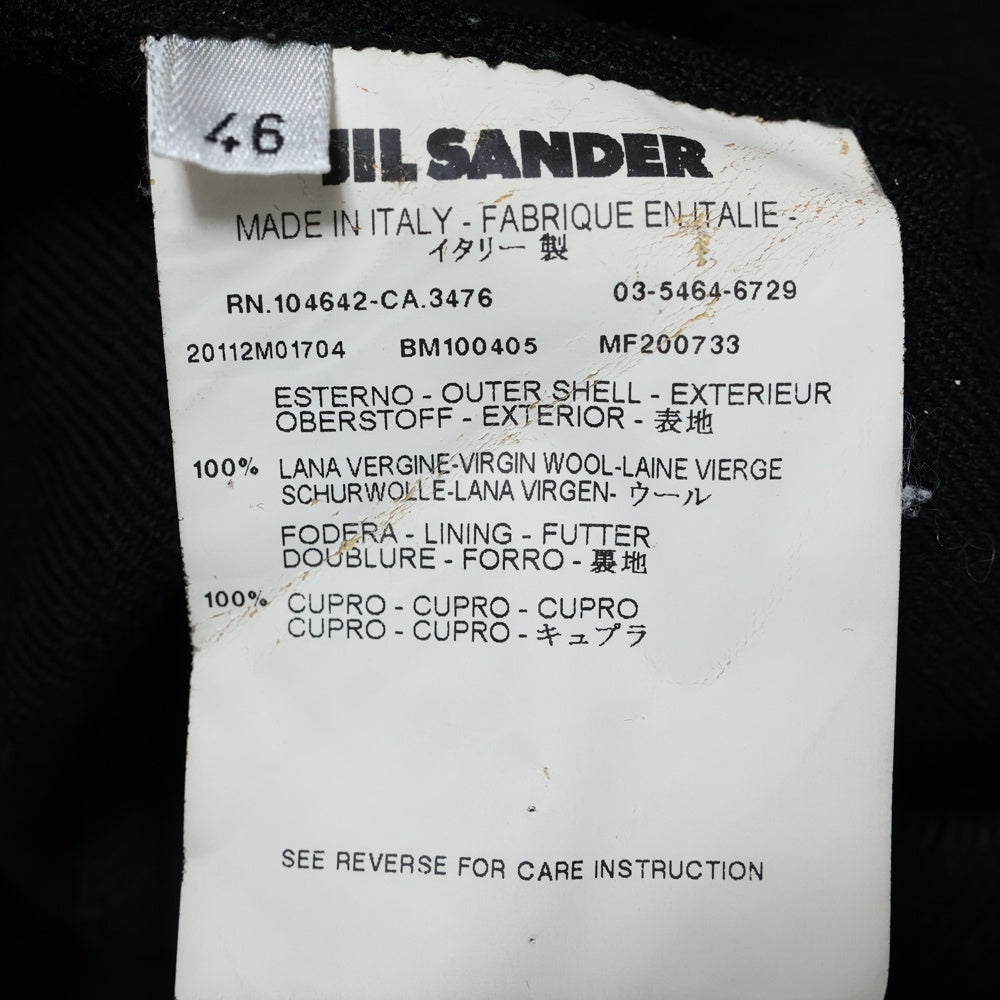 46
JIL SANDER
MADE IN ITALY - FABRIQUE EN ITALIE -
イタリー 製
RN.104642-CA.3476 03-5464-6729
20112M01704 BM100405 MF200733
ESTERNO - OUTER SHELL - EXTERIEUR
OBERSTOFF - EXTERIOR - 表地
100% LANA VERGINE-VIRGIN WOOL-LAINE VIERGE
SCHURWOLLE-LANA VIRGEN- ウール
FODERA - LINING - FUTTER
DOUBLURE - FORRO - 裏地
100% CUPRO - CUPRO - CUPRO
CUPRO - CUPRO - キュプラ
SEE REVERSE FOR CARE INSTRUCTION